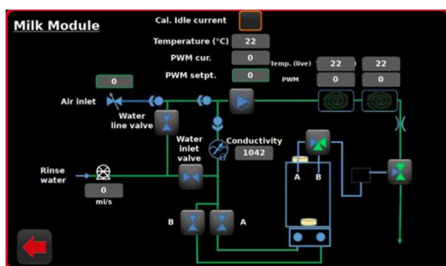 Milk Module
Cal. Idle current
Temperature (°C) 22
PWM cur. 0
Temp. (live) 22 22
PWM setpt. 0
PWM 0 0
0
Air inlet
Water
line valve
Water
inlet
valve
Conductivity
1042
Rinse
water
0
ml/s
A B
B A